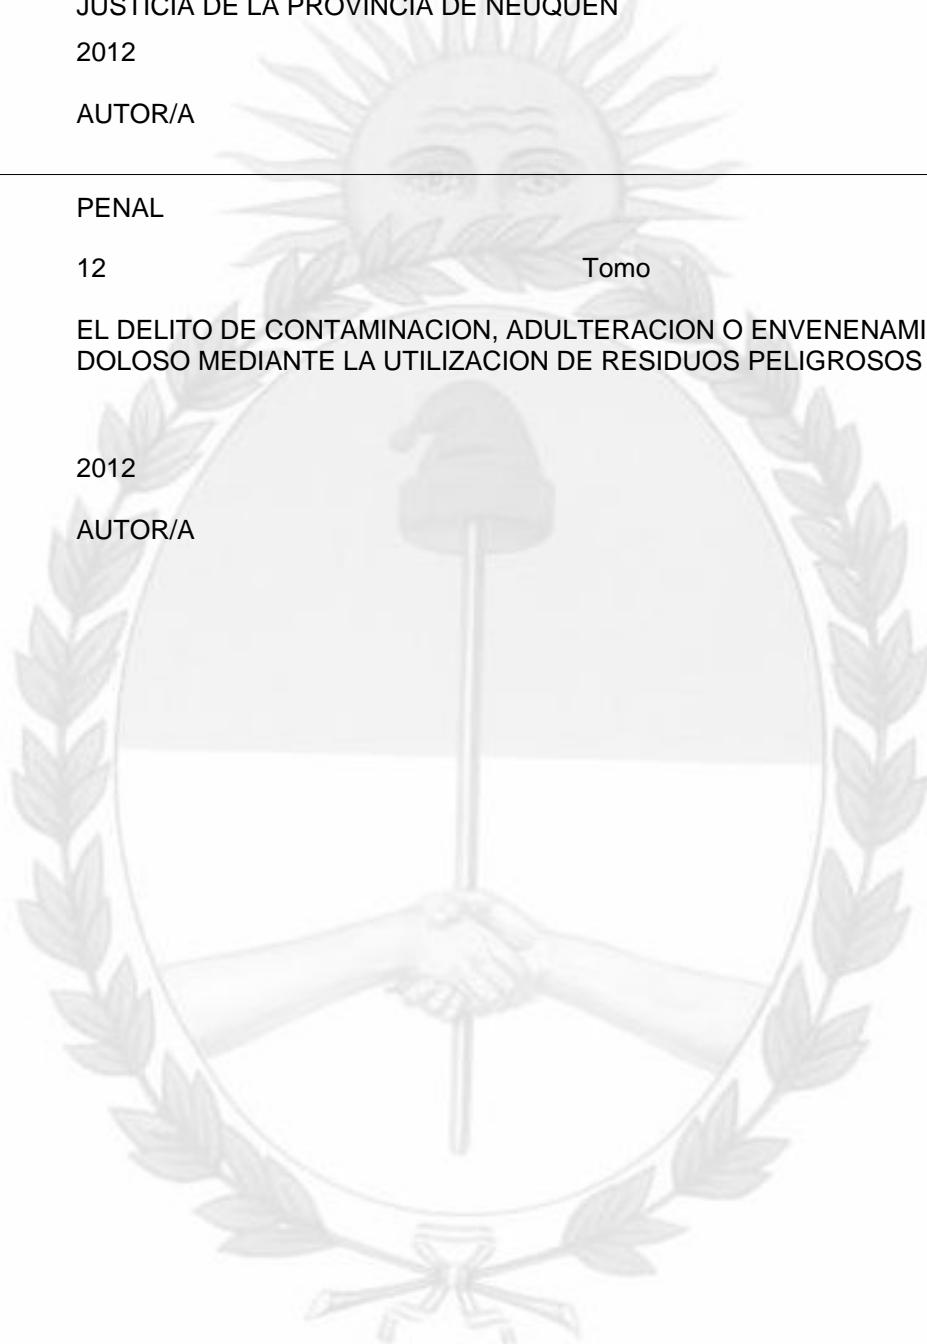 JUSTICIA DE LA PROVINCIA DE NEUQUEN
2012
AUTOR/A
PENAL
12 Tomo
EL DELITO DE CONTAMINACION, ADULTERACION O ENVENENAMI
DOLOSO MEDIANTE LA UTILIZACION DE RESIDUOS PELIGROSOS
2012
AUTOR/A